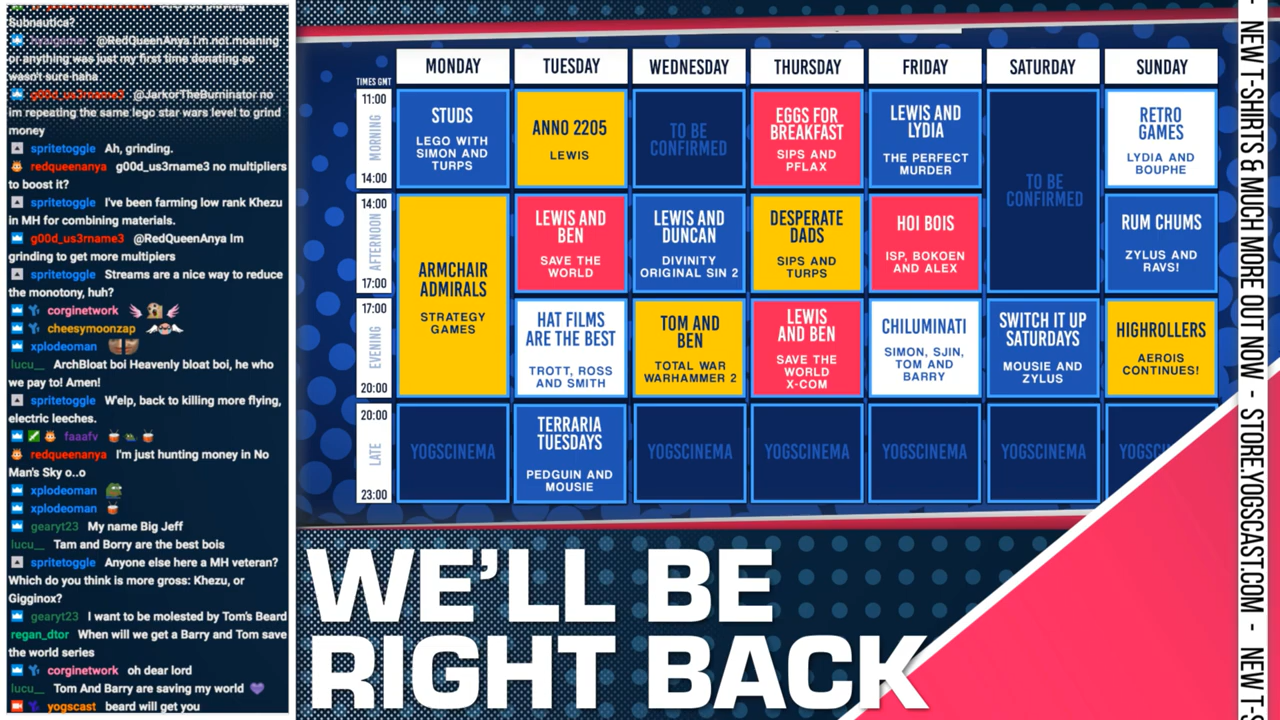 Subnautica?
@RedQueenAnys I'm not moaning
or anything was just my first time donating so
wasn't sure haha
g00d_us3rname3 @JarkorTheBurninator no
im repeating the same lego star wars level to grind
money
spritetoggle Ah, grinding.
redqueenanya g00d_us3rname3 no multipliers
to boost it?
spritetoggle I've been farming low rank Khezu
in MH for combining materials.
g00d_us3rname3 @RedQueenAnya Im
grinding to get more multipiers
spritetoggle Streams are a nice way to reduce
the monotony, huh?
corginetwork
cheesymoonzap
xplodeoman
lucu__ ArchBloat boi Heavenly bloat boi, he who
we pay to! Amen!
spritetoggle W'elp, back to killing more flying,
electric leeches.
faaafv
redqueenanya I'm just hunting money in No
Man's Sky o..o
xplodeoman
xplodeoman
gearyt23 My name Big Jeff
lucu__ Tam and Borry are the best bois
spritetoggle Anyone else here a MH veteran?
Which do you think is more gross: Khezu, or
Gigginox?
gearyt23 I want to be molested by Tom's Beard
regan_dtor When will we get a Barry and Tom save
the world series
corginetwork oh dear lord
lucu__ Tom And Barry are saving my world
yogscast beard will get you
TIMES GMT
MONDAY
TUESDAY
WEDNESDAY
THURSDAY
FRIDAY
SATURDAY
SUNDAY
11:00
MORNING
14:00
STUDS
LEGO WITH
SIMON AND
TURPS
ANNO 2205
LEWIS
TO BE
CONFIRMED
EGGS FOR
BREAKFAST
SIPS AND
PFLAX
LEWIS AND
LYDIA
THE PERFECT
MURDER
TO BE
CONFIRMED
RETRO
GAMES
LYDIA AND
BOUPHE
14:00
AFTERNOON
17:00
ARMCHAIR
ADMIRALS
STRATEGY
GAMES
LEWIS AND
BEN
SAVE THE
WORLD
LEWIS AND
DUNCAN
DIVINITY
ORIGINAL SIN 2
DESPERATE
DADS
SIPS AND
TURPS
HOI BOIS
ISP, BOKOEN
AND ALEX
RUM CHUMS
ZYLUS AND
RAVS!
17:00
EVENING
20:00
HAT FILMS
ARE THE BEST
TROTT, ROSS
AND SMITH
TOM AND
BEN
TOTAL WAR
WARHAMMER 2
LEWIS
AND BEN
SAVE THE
WORLD
X-COM
CHILUMINATI
SIMON, SJIN,
TOM AND
BARRY
SWITCH IT UP
SATURDAYS
MOUSIE AND
ZYLUS
HIGHROLLERS
AEROIS
CONTINUES!
20:00
LATE
23:00
YOGSCINEMA
TERRARIA
TUESDAYS
PEDGUIN AND
MOUSIE
YOGSCINEMA
YOGSCINEMA
YOGSCINEMA
YOGSCINEMA
YOGSC
WE'LL BE
RIGHT BACK
- NEW T-SHIRTS & MUCH MORE OUT NOW - STORE.YOGSCAST.COM - NEW T-S